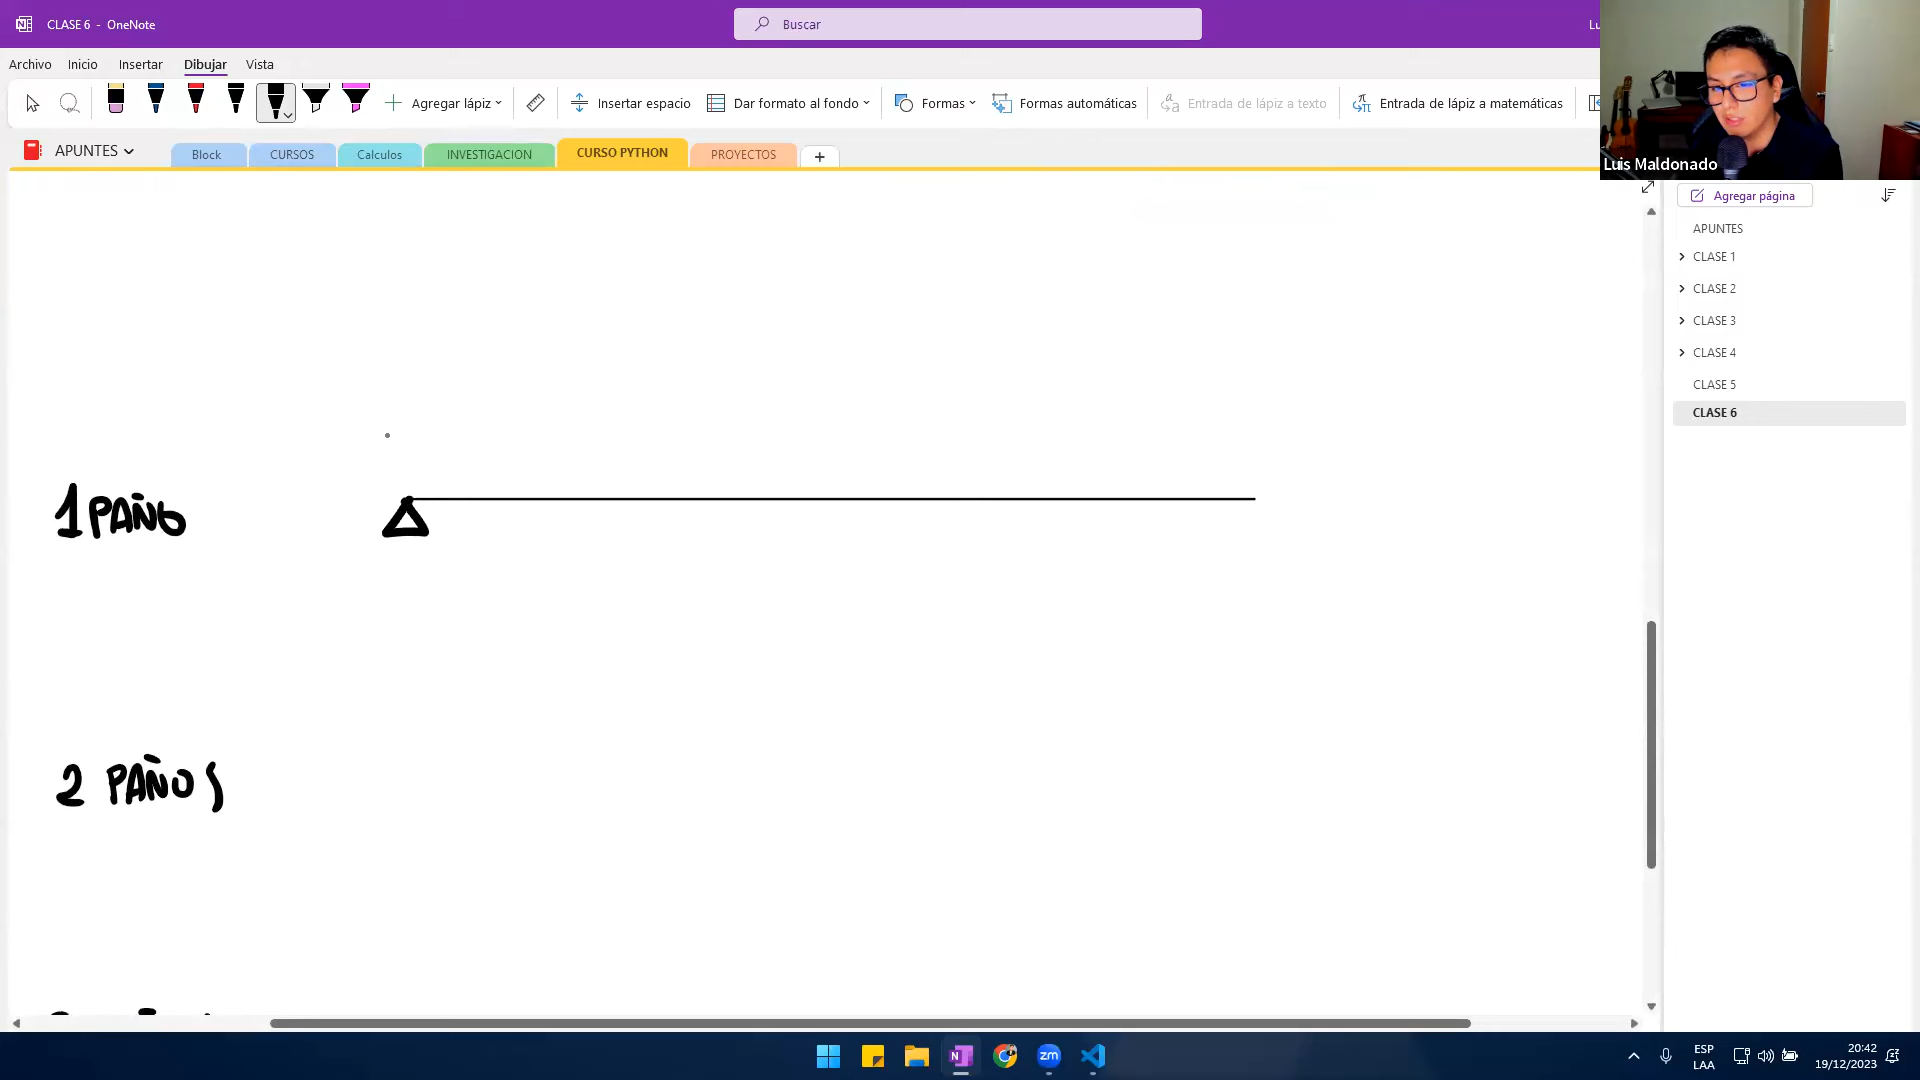 CLASE 6 - OneNote
Buscar
Lu
Archivo Inicio Insertar Dibujar Vista
Agregar lápiz
Insertar espacio
Dar formato al fondo
Formas
Formas automáticas
Entrada de lápiz a texto
Entrada de lápiz a matemáticas
Luis Maldonado
APUNTES
Block
CURSOS
Calculos
INVESTIGACION
CURSO PYTHON
PROYECTOS
+
Agregar página
APUNTES
CLASE 1
CLASE 2
CLASE 3
CLASE 4
CLASE 5
CLASE 6
1 PAÑO
2 PAÑOS
zm
ESP
LAA
20:42
19/12/2023